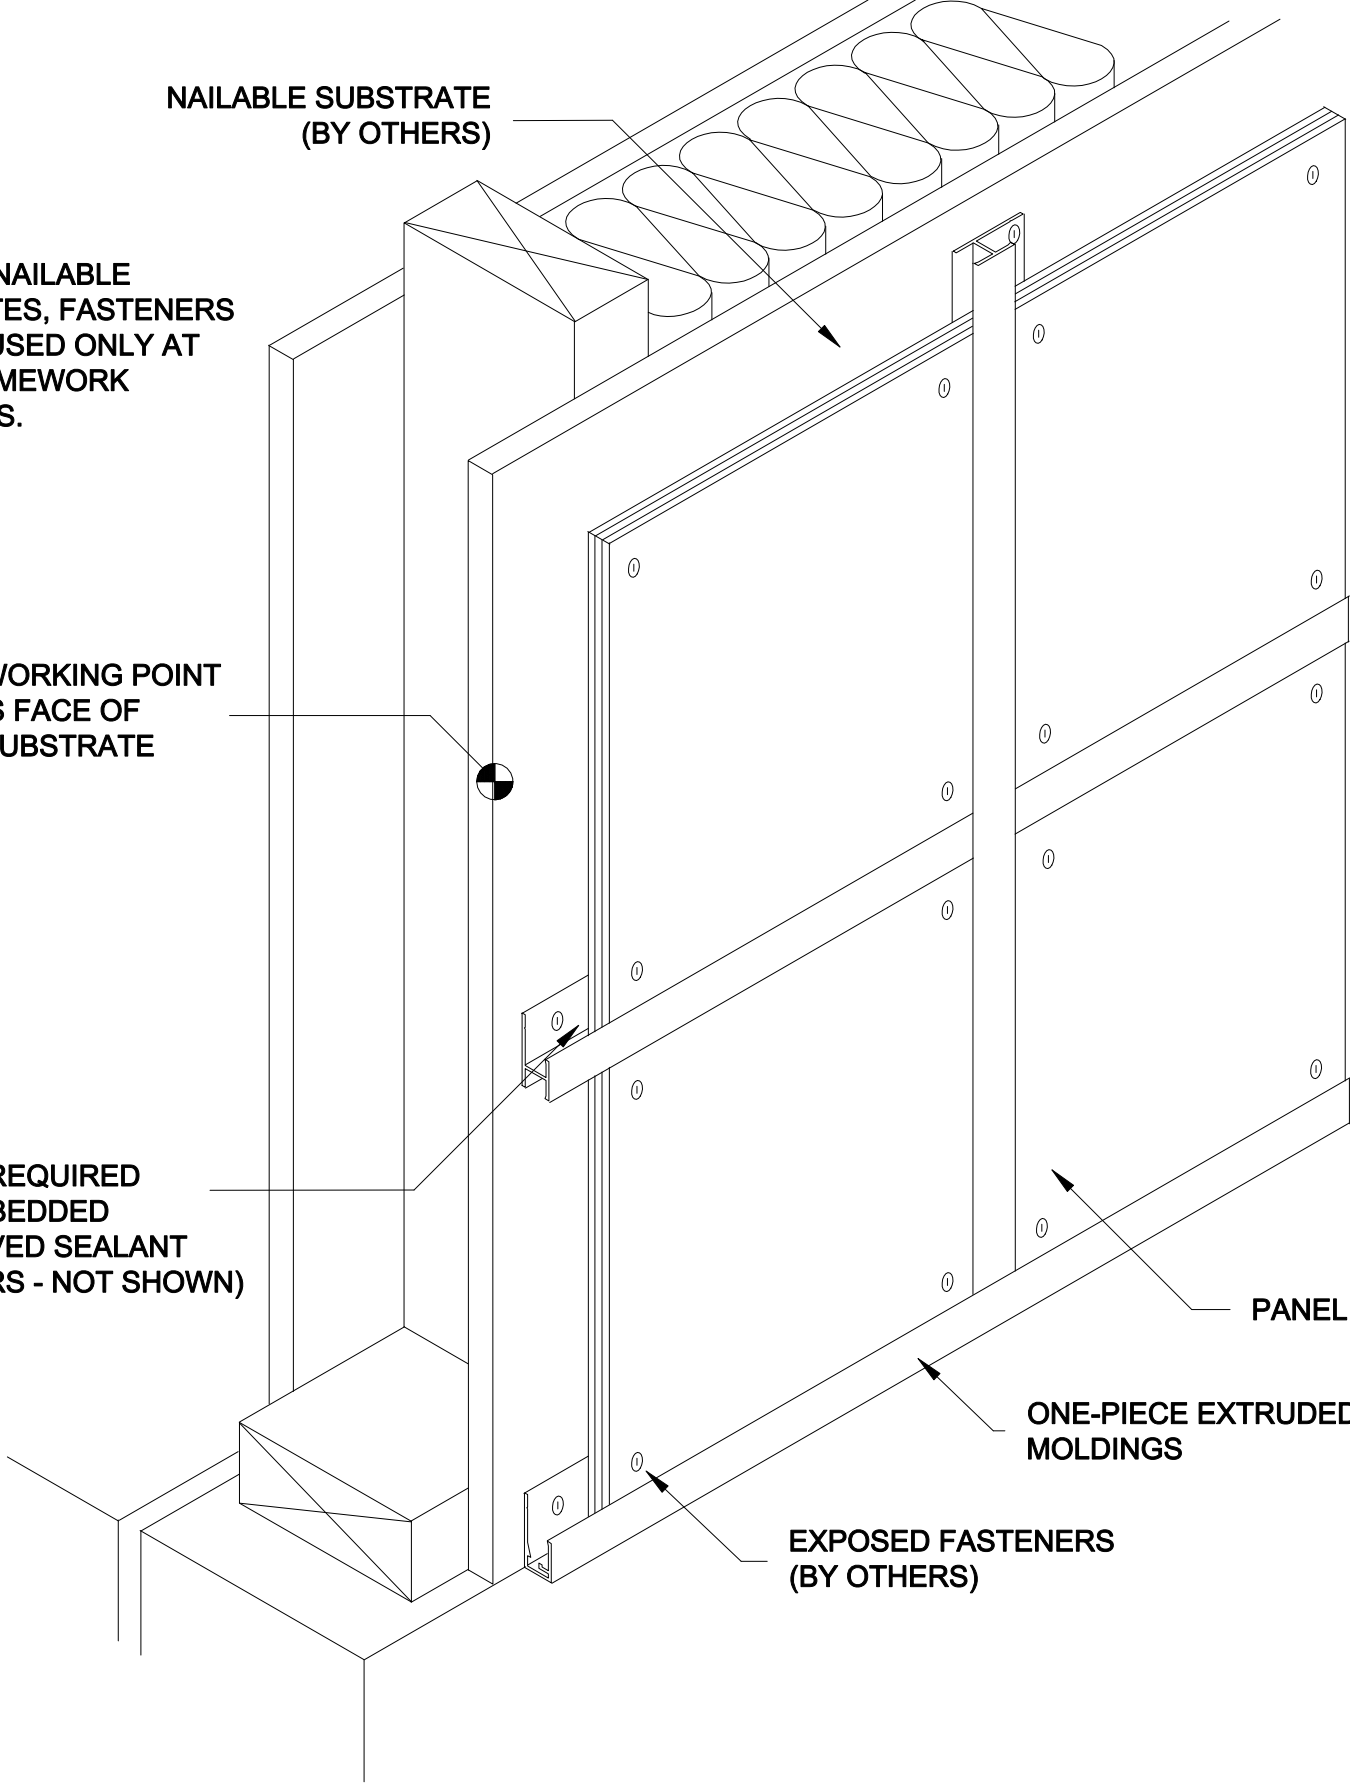 NAILABLE SUBSTRATE
(BY OTHERS)
NAILABLE
TES, FASTENERS
USED ONLY AT
MEWORK
S.
WORKING POINT
S FACE OF
SUBSTRATE
REQUIRED
BEDDED
VED SEALANT
RS - NOT SHOWN)
PANEL
ONE-PIECE EXTRUDED
MOLDINGS
EXPOSED FASTENERS
(BY OTHERS)